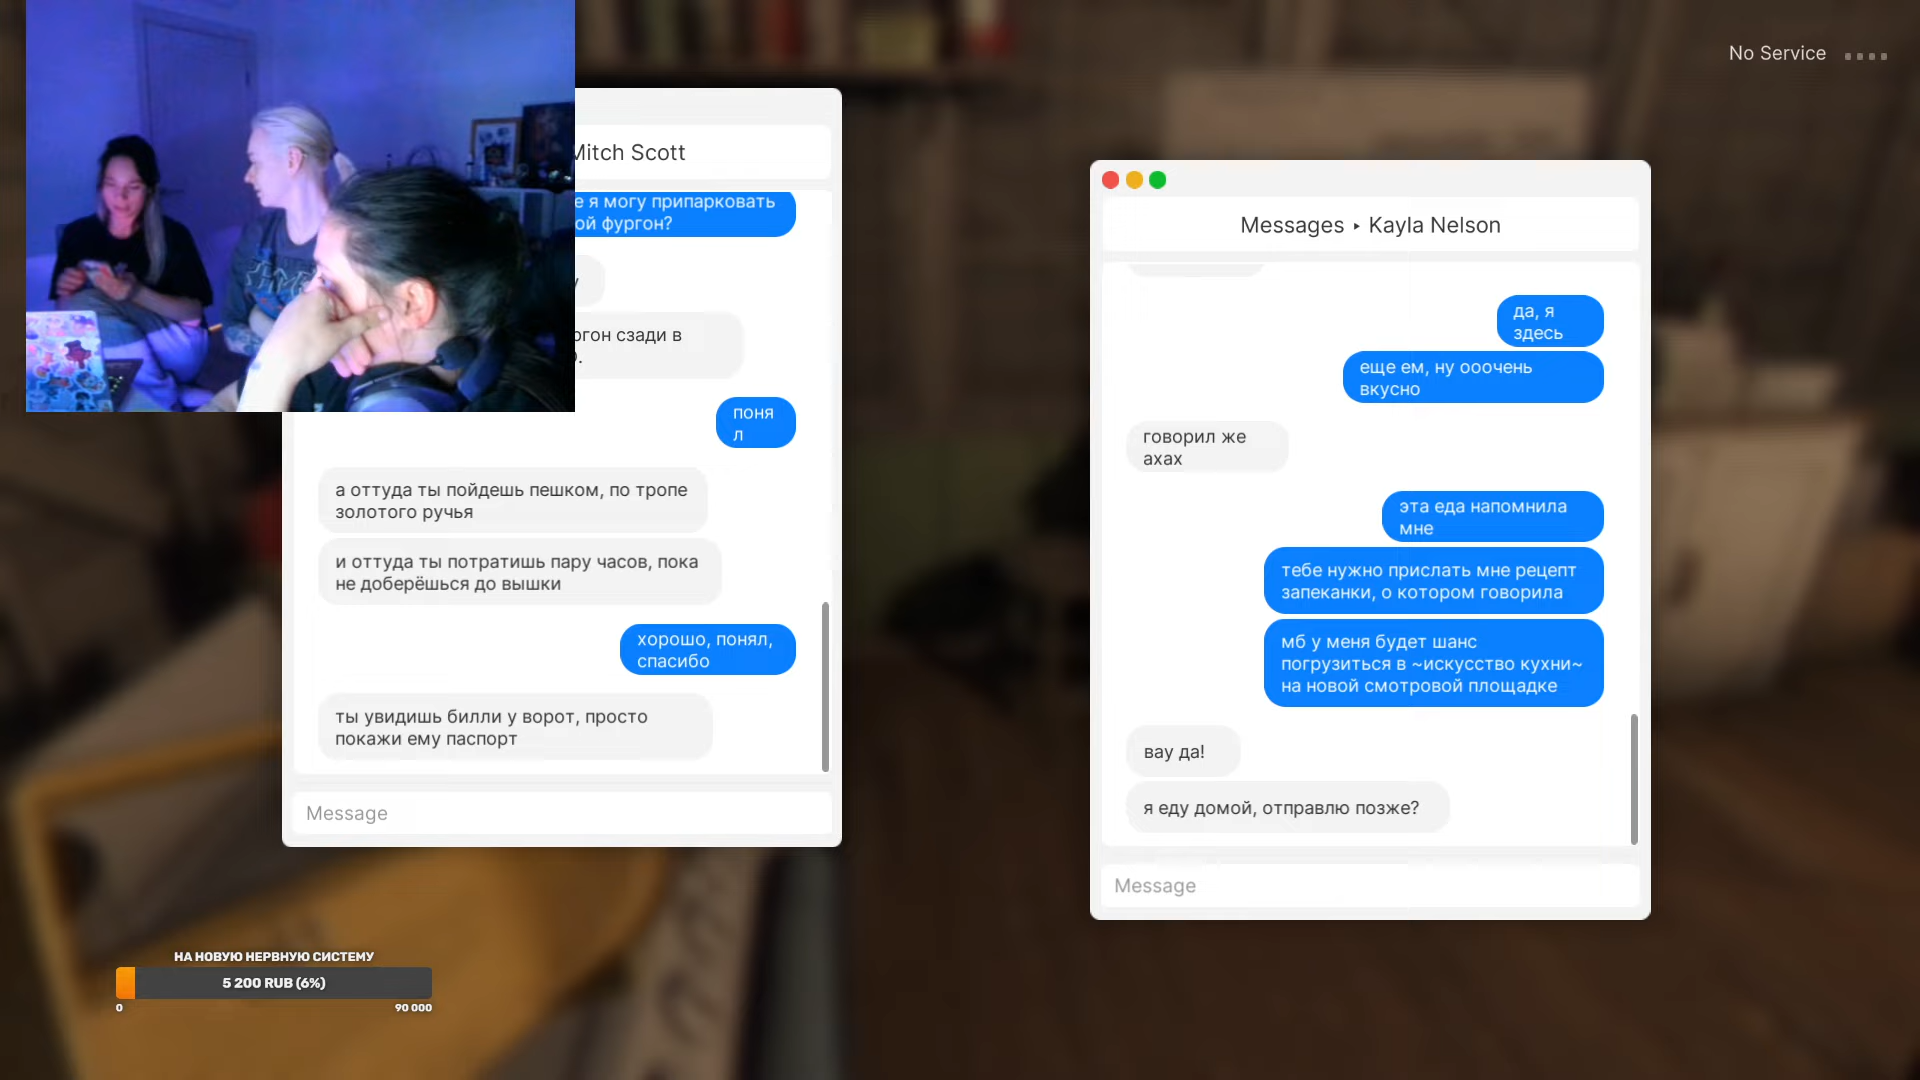 No Service
Mitch Scott
я могу припарковать
фургон?
сзади в
поня
л
а оттуда ты пойдешь пешком, по тропе
золотого ручья
и оттуда ты потратишь пару часов, пока
не доберёшься до вышки
хорошо, понял,
спасибо
ты увидишь билли у ворот, просто
покажи ему паспорт
Message
Messages ‣ Kayla Nelson
да, я
здесь
еще ем, ну ооочень
вкусно
говорил же
ахах
эта еда напомнила
мне
тебе нужно прислать мне рецепт
запеканки, о котором говорила
мб у меня будет шанс
погрузиться в ~искусство кухни~
на новой смотровой площадке
вау да!
я еду домой, отправлю позже?
Message
НА НОВУЮ НЕРВНУЮ СИСТЕМУ
5 200 RUB (6%)
0
90 000